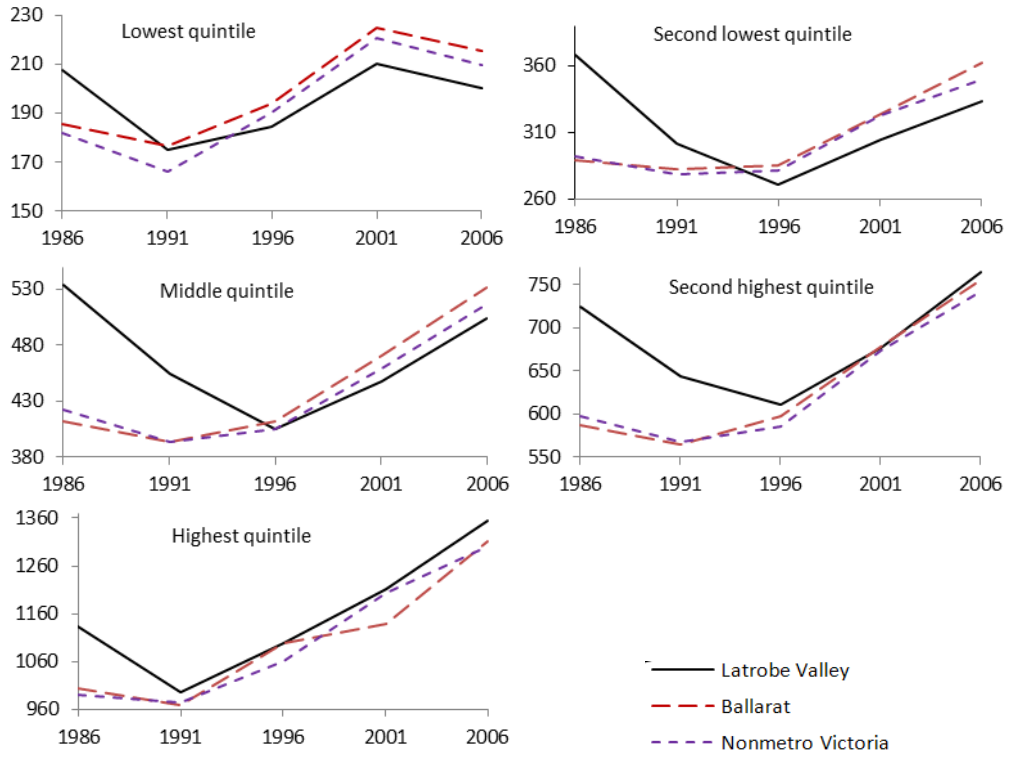 Lowest quintile
230
210
190
170
150
1986 1991 1996 2001 2006
Second lowest quintile
360
310
260
1986 1991 1996 2001 2006
Middle quintile
530
480
430
380
1986 1991 1996 2001 2006
Second highest quintile
750
700
650
600
550
1986 1991 1996 2001 2006
Highest quintile
1360
1260
1160
1060
960
1986 1991 1996 2001 2006
Latrobe Valley
Ballarat
Nonmetro Victoria